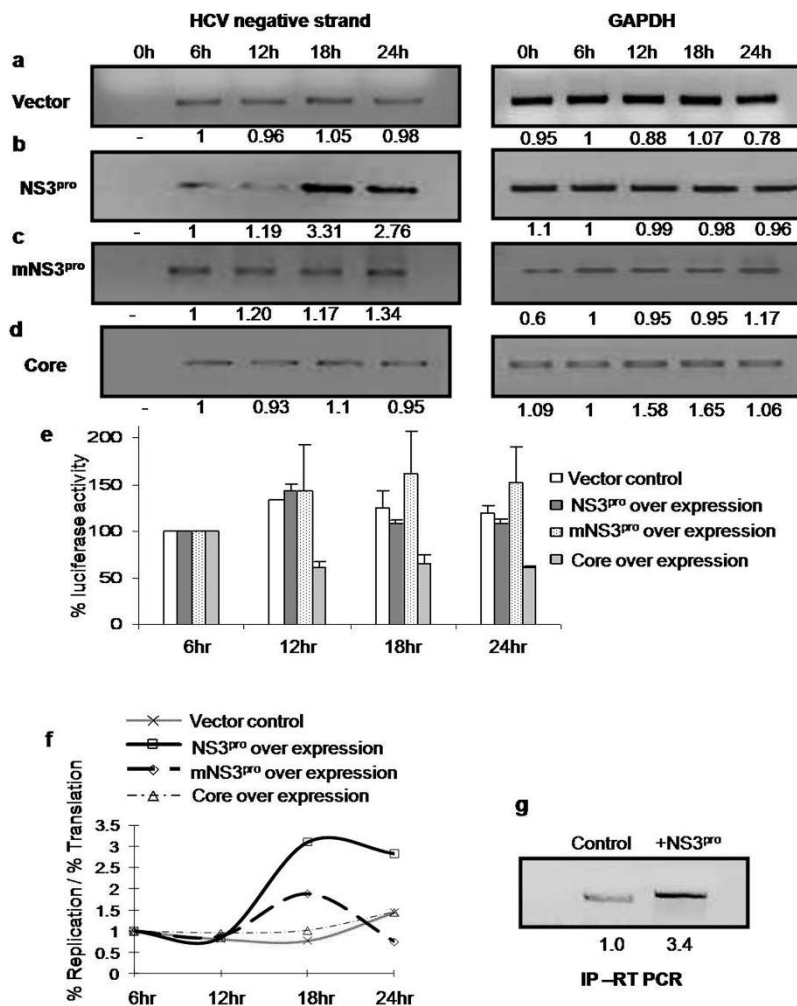 HCV negative strand GAPDH
0h 6h 12h 18h 24h 0h 6h 12h 18h 24h
a
Vector
- 1 0.96 1.05 0.98 0.95 1 0.88 1.07 0.78
b
NS3pro
- 1 1.19 3.31 2.76 1.1 1 0.99 0.98 0.96
c
mNS3pro
- 1 1.20 1.17 1.34 0.6 1 0.95 0.95 1.17
d
Core
- 1 0.93 1.1 0.95 1.09 1 1.58 1.65 1.06
e
% luciferase activity
200
150
100
50
0
6hr 12hr 18hr 24hr
Vector control
NS3pro over expression
mNS3pro over expression
Core over expression
f
Vector control
NS3pro over expression
mNS3pro over expression
Core over expression
% Replication / % Translation
3.5
3
2.5
2
1.5
1
0.5
0
6hr 12hr 18hr 24hr
g
Control +NS3pro
1.0 3.4
IP –RT PCR